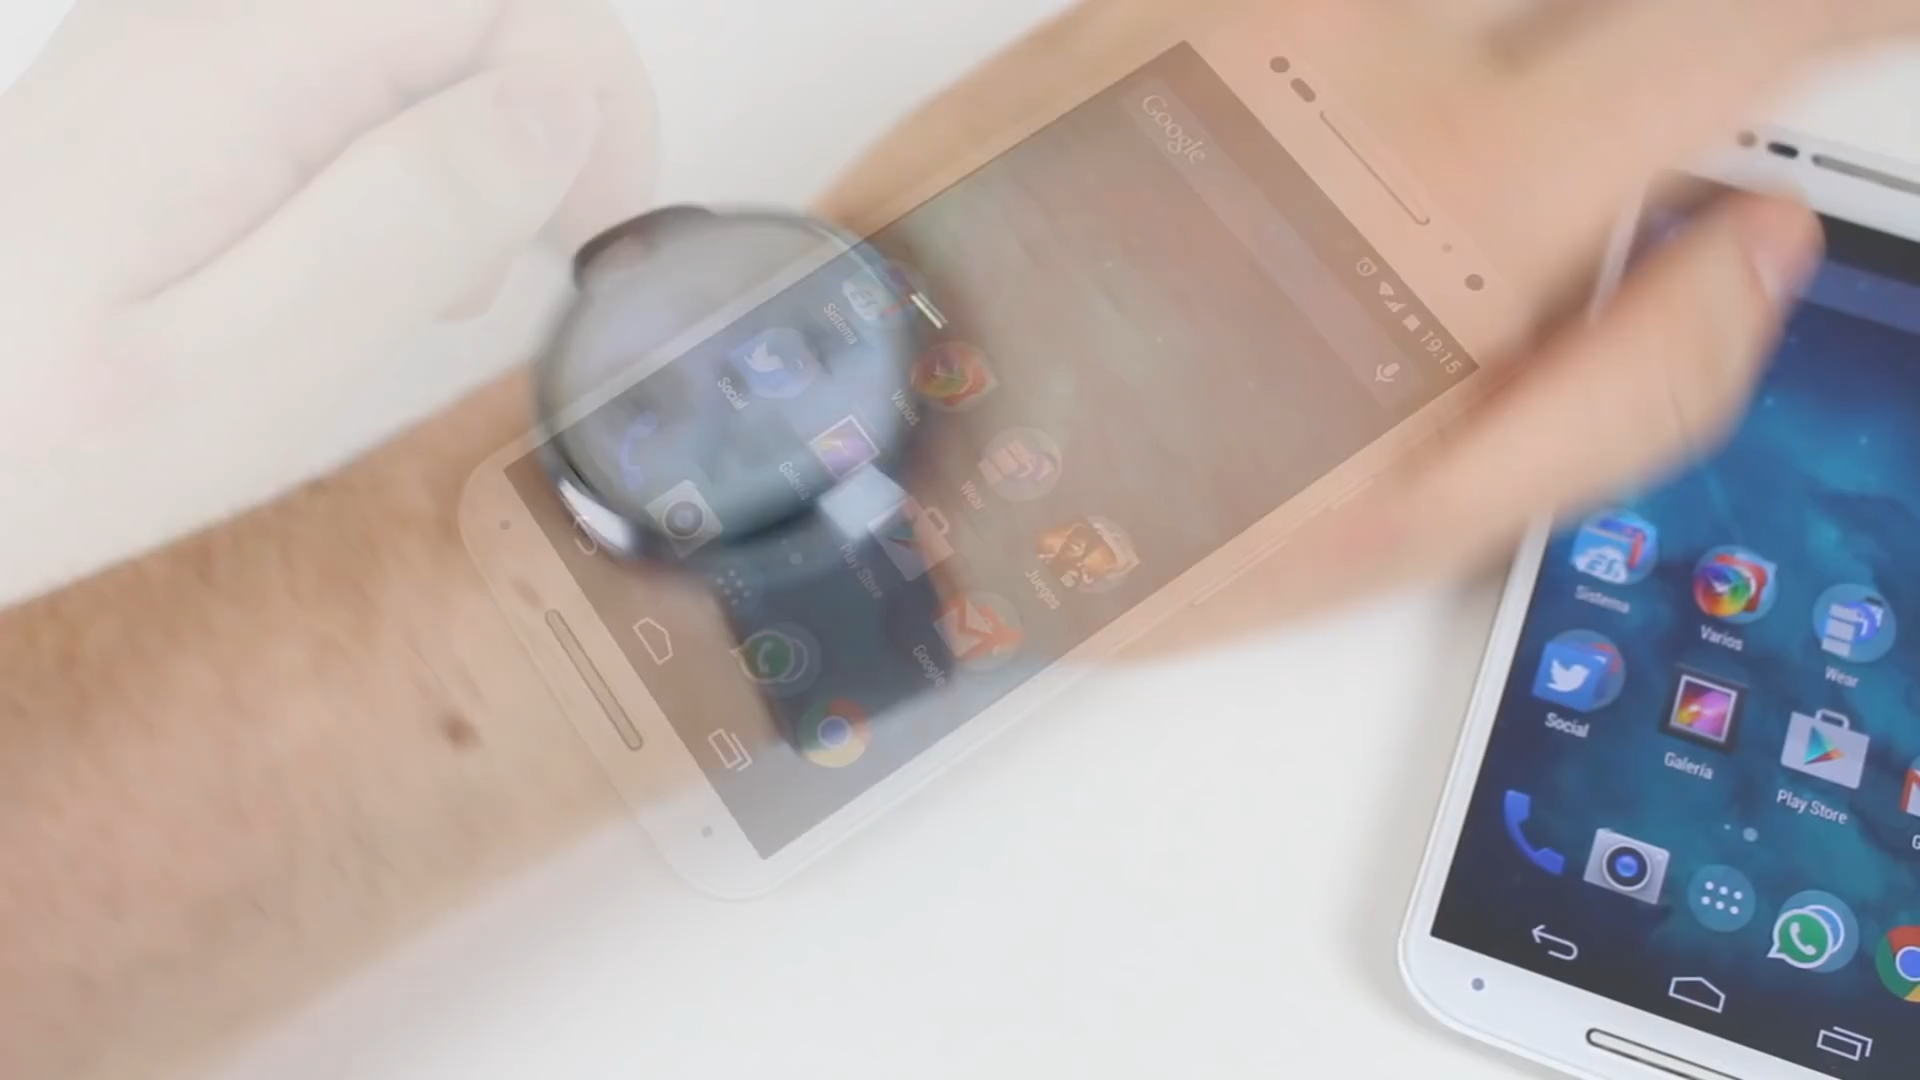 Google
19:15
Sistema
Social
Varios
Galería
Wear
Play Store
Juegos
Google
Sistema
Varios
Wear
Social
Galería
Play Store
G